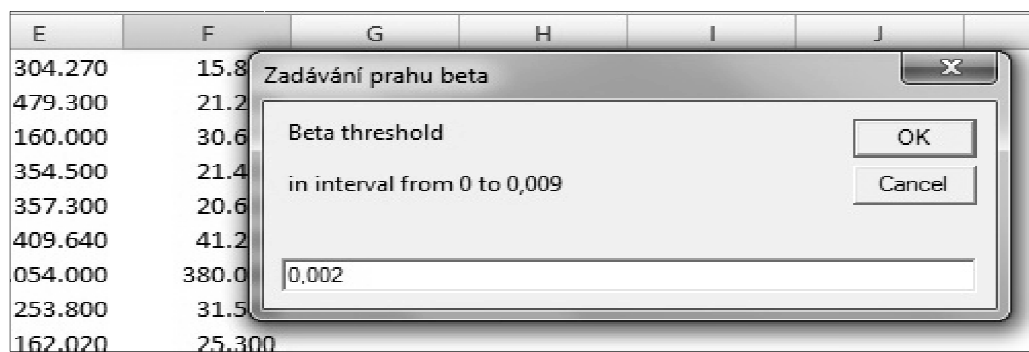 E F G H I J
304.270 15.8
479.300 21.2
160.000 30.6
354.500 21.4
357.300 20.6
409.640 41.2
054.000 380.0
253.800 31.5
162.020 25.300
Zadávání prahu beta
Beta threshold
OK
in interval from 0 to 0,009
Cancel
0,002